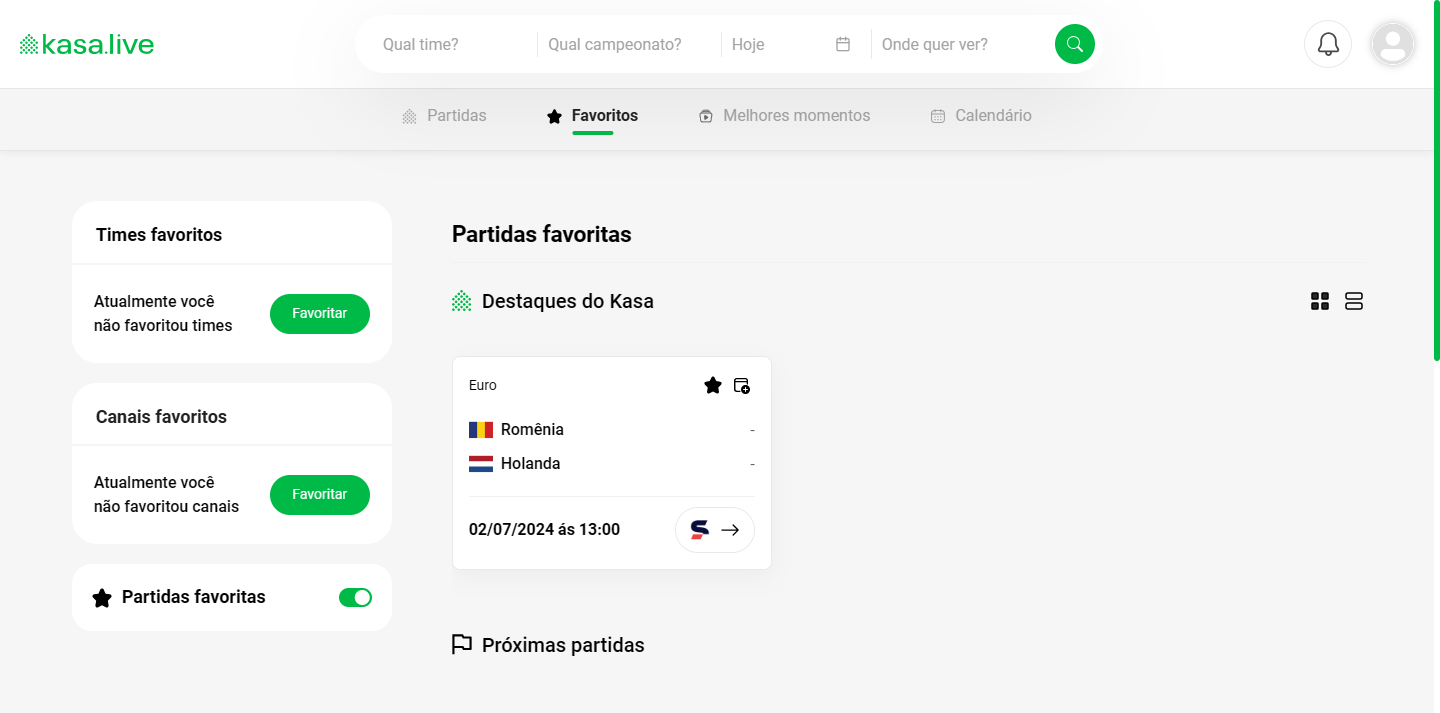 kasa.live
Qual time?
Qual campeonato?
Hoje
Onde quer ver?
Partidas
Favoritos
Melhores momentos
Calendário
Times favoritos
Atualmente você
não favoritou times
Favoritar
Canais favoritos
Atualmente você
não favoritou canais
Favoritar
Partidas favoritas
Partidas favoritas
Destaques do Kasa
Euro
Romênia -
Holanda -
02/07/2024 ás 13:00
Próximas partidas